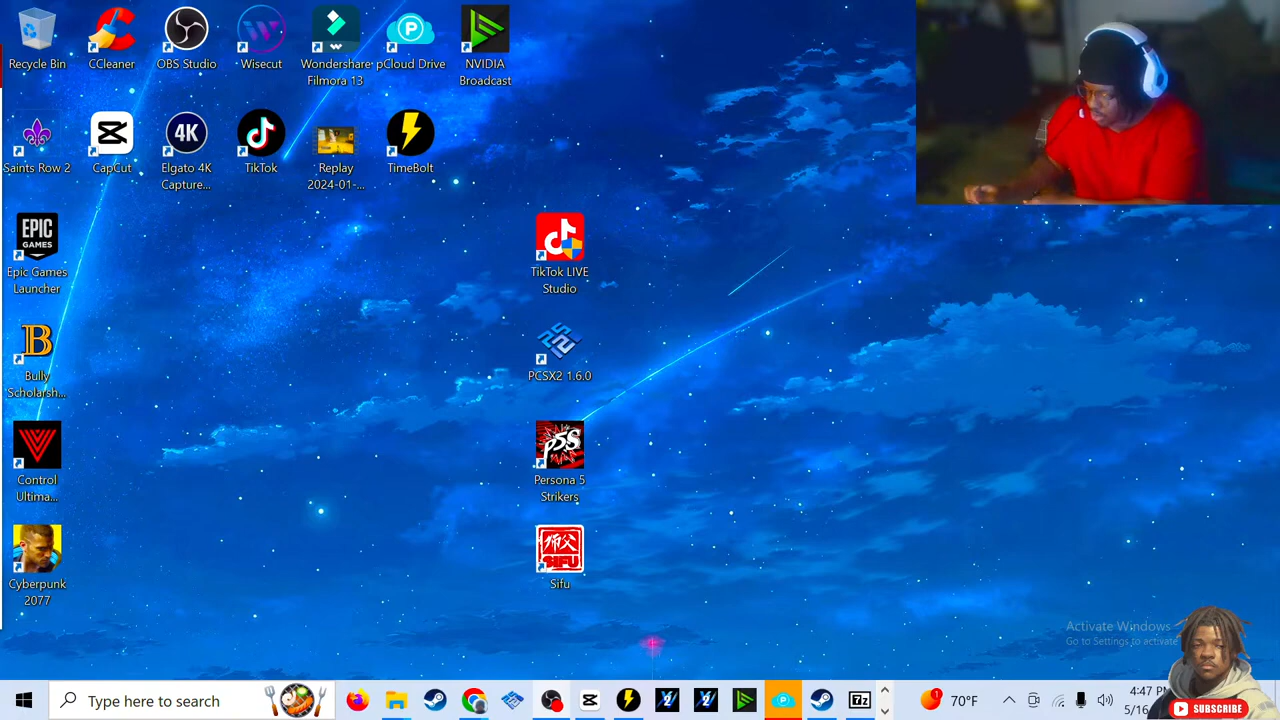 Recycle Bin
CCleaner
OBS Studio
Wisecut
Wondershare
Filmora 13
pCloud Drive
NVIDIA
Broadcast
Saints Row 2
CapCut
4K
Elgato 4K
Capture...
TikTok
Replay
2024-01-...
TimeBolt
EPIC
GAMES
Epic Games
Launcher
TikTok LIVE
Studio
B
Bully
Scholarsh...
PCSX2 1.6.0
Control
Ultima...
P5S
Persona 5
Strikers
Cyberpunk
2077
师父
SIFU
Sifu
Activate Windows
Go to Settings to activate
Type here to search
1
70°F
4:47 PM
5/16
SUBSCRIBE